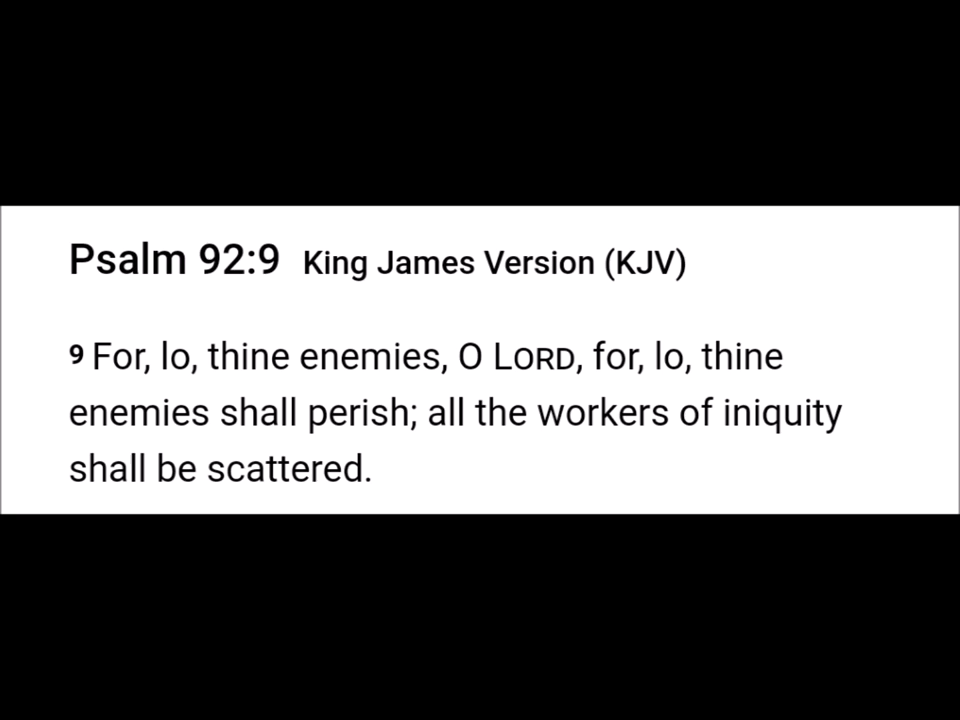 Psalm 92:9 King James Version (KJV)
9 For, lo, thine enemies, O LORD, for, lo, thine
enemies shall perish; all the workers of iniquity
shall be scattered.